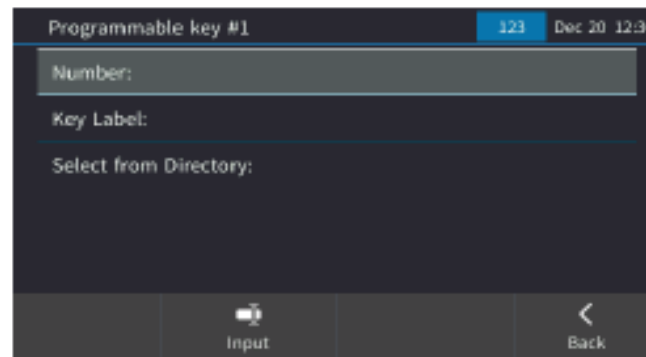 Programmable key #1 123 Dec 20 12:3
Number:
Key Label:
Select from Directory:
Input Back